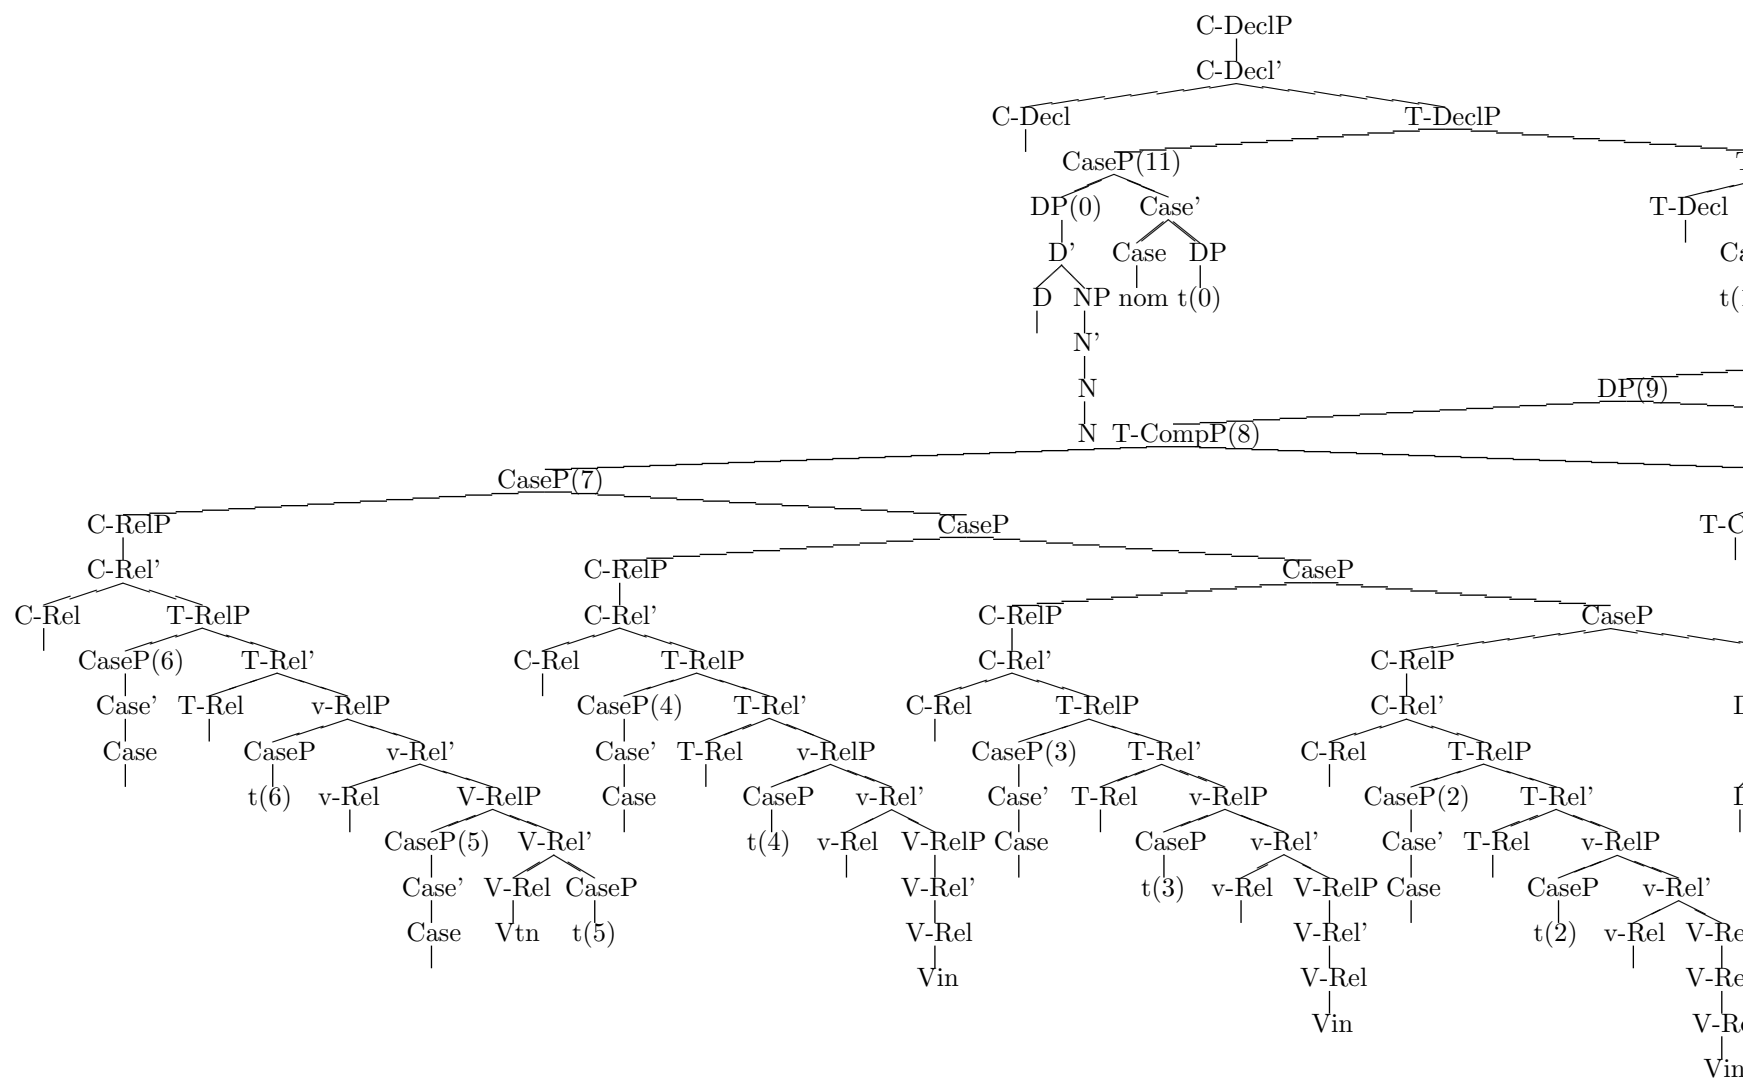 C-DeclP
C-Decl’
C-Decl T-DeclP
CaseP(11)
DP(0) Case’ T-Decl
D’ Case DP
D NP nom t(0)
N’
N DP(9)
N T-CompP(8)
CaseP(7)
C-RelP CaseP
C-Rel’ C-RelP CaseP
C-Rel T-RelP C-Rel’ C-RelP CaseP
CaseP(6) T-Rel’ C-Rel T-RelP C-Rel’ C-RelP
Case’ T-Rel v-RelP CaseP(4) T-Rel’ C-Rel T-RelP C-Rel’
Case CaseP v-Rel’ Case’ T-Rel v-RelP CaseP(3) T-Rel’ C-Rel T-RelP
t(6) v-Rel V-RelP Case CaseP v-Rel’ Case’ T-Rel v-RelP CaseP(2) T-Rel’
CaseP(5) V-Rel’ t(4) v-Rel V-RelP Case CaseP v-Rel’ Case’ T-Rel v-RelP
Case’ V-Rel CaseP V-Rel’ t(3) v-Rel V-RelP Case CaseP v-Rel’
Case Vtn t(5) V-Rel V-Rel’ t(2) v-Rel
Vin V-Rel
Vin
Vin